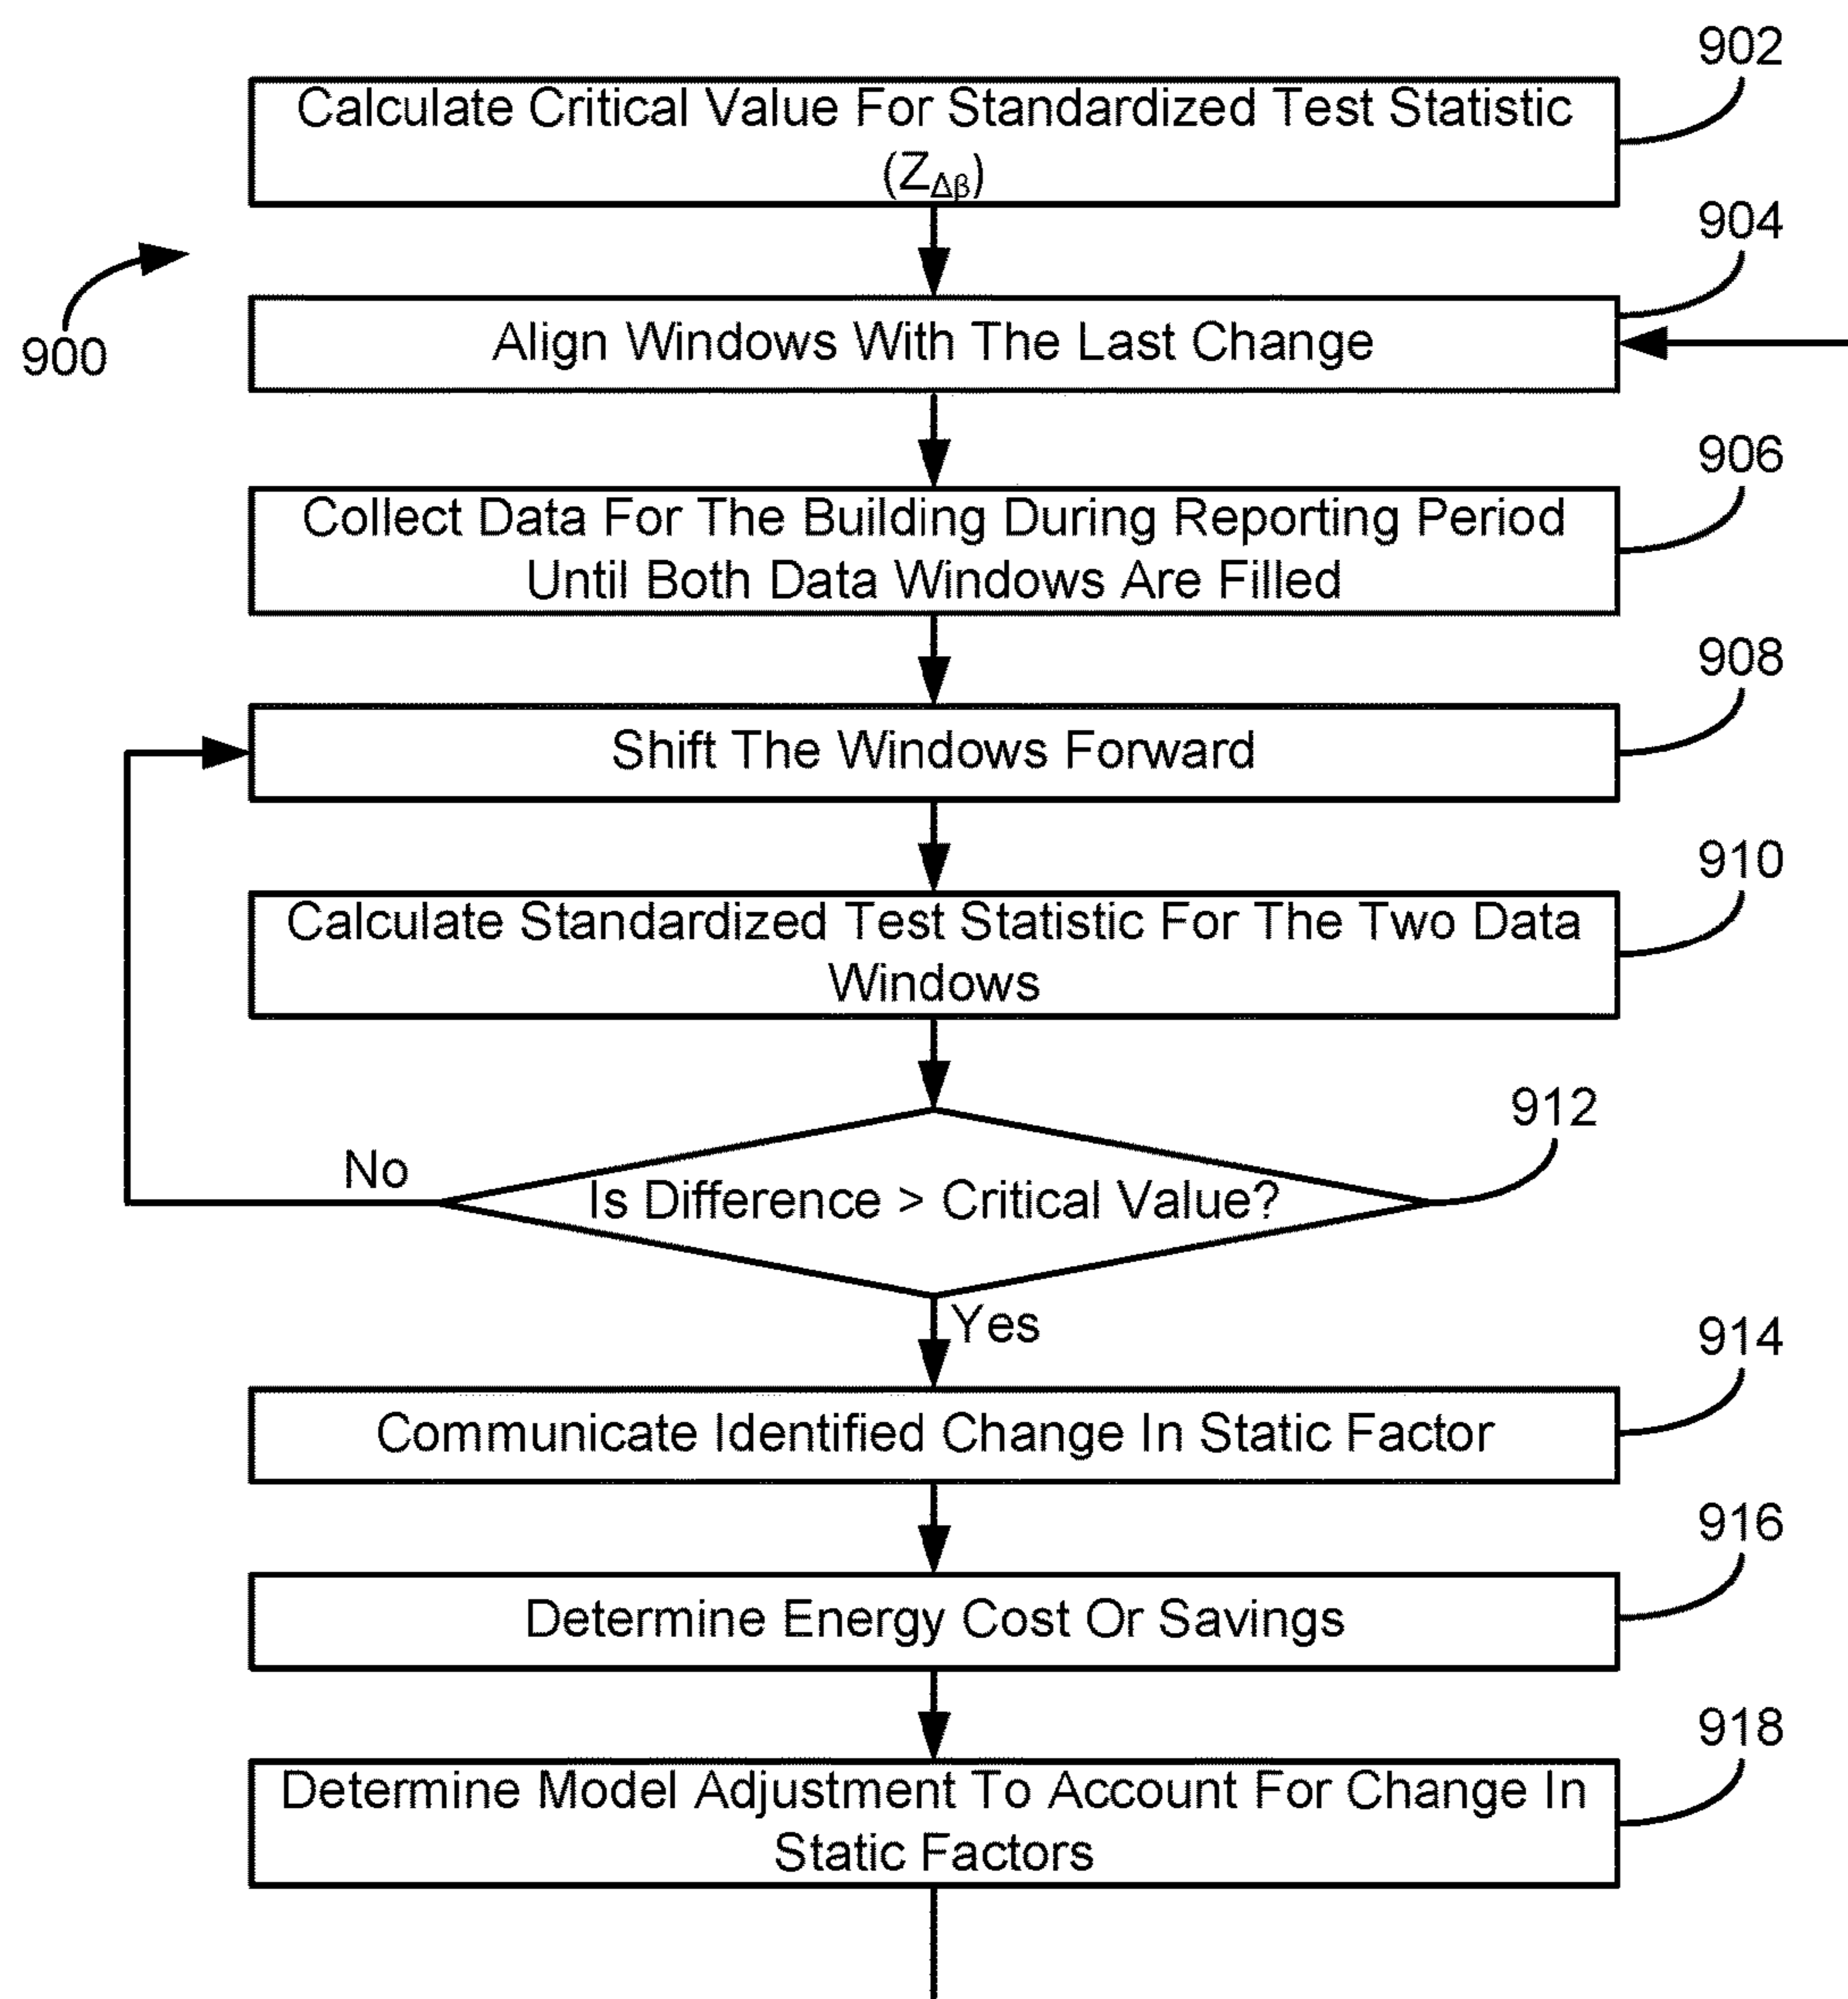 902
Calculate Critical Value For Standardized Test Statistic
(Z_Δβ)
904
900
Align Windows With The Last Change
906
Collect Data For The Building During Reporting Period
Until Both Data Windows Are Filled
908
Shift The Windows Forward
910
Calculate Standardized Test Statistic For The Two Data
Windows
912
No
Is Difference > Critical Value?
Yes
914
Communicate Identified Change In Static Factor
916
Determine Energy Cost Or Savings
918
Determine Model Adjustment To Account For Change In
Static Factors